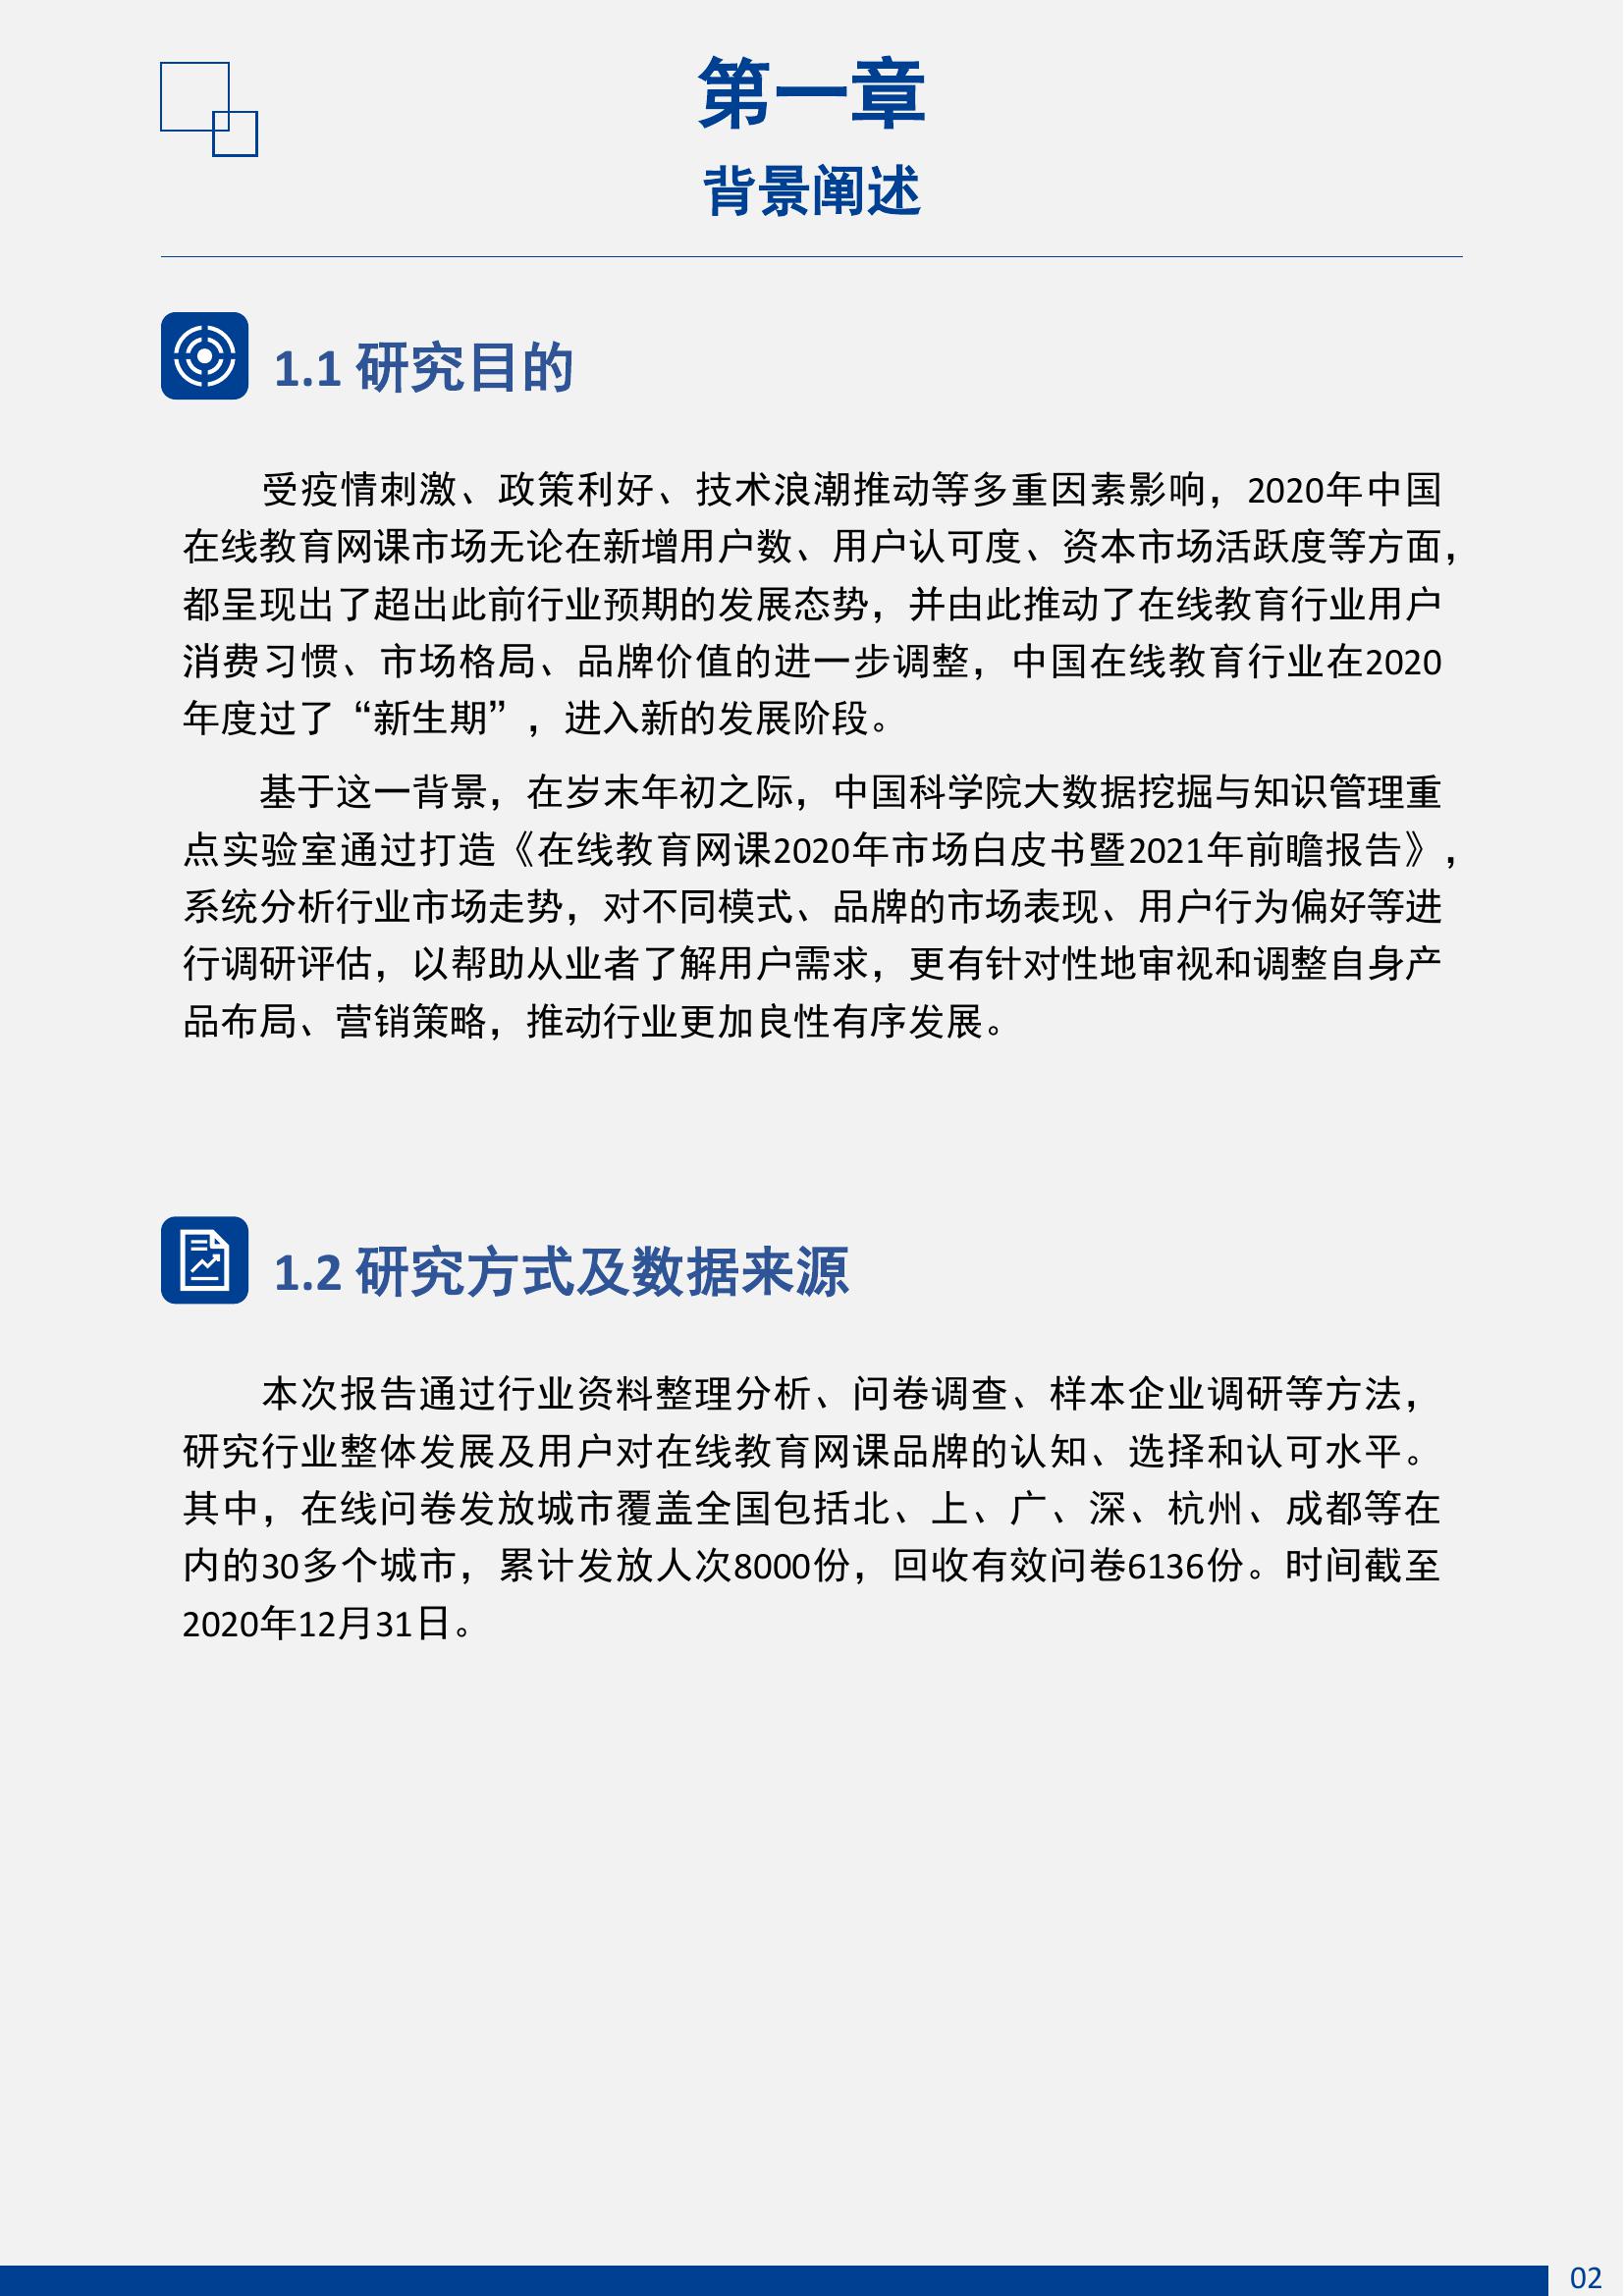 第一章
背景阐述
1.1 研究目的
受疫情刺激、政策利好、技术浪潮推动等多重因素影响，2020年中国
在线教育网课市场无论在新增用户数、用户认可度、资本市场活跃度等方面，
都呈现出了超出此前行业预期的发展态势，并由此推动了在线教育行业用户
消费习惯、市场格局、品牌价值的进一步调整，中国在线教育行业在2020
年度过了“新生期”，进入新的发展阶段。
基于这一背景，在岁末年初之际，中国科学院大数据挖掘与知识管理重
点实验室通过打造《在线教育网课2020年市场白皮书暨2021年前瞻报告》，
系统分析行业市场走势，对不同模式、品牌的市场表现、用户行为偏好等进
行调研评估，以帮助从业者了解用户需求，更有针对性地审视和调整自身产
品布局、营销策略，推动行业更加良性有序发展。
1.2 研究方式及数据来源
本次报告通过行业资料整理分析、问卷调查、样本企业调研等方法，
研究行业整体发展及用户对在线教育网课品牌的认知、选择和认可水平。
其中，在线问卷发放城市覆盖全国包括北、上、广、深、杭州、成都等在
内的30多个城市，累计发放人次8000份，回收有效问卷6136份。时间截至
2020年12月31日。
02